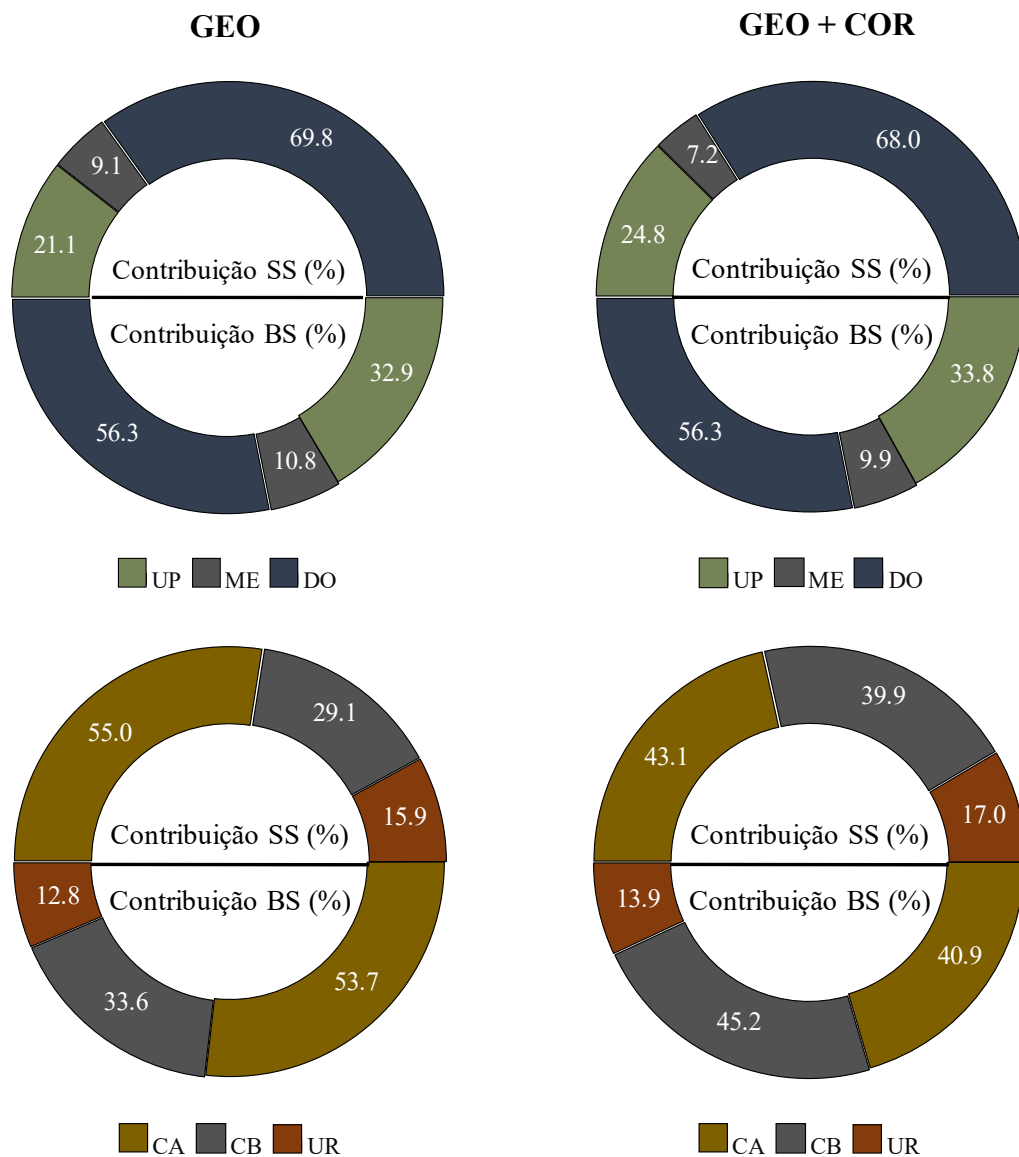 GEO
GEO + COR
69.8
9.1
21.1
Contribuição SS (%)
Contribuição BS (%)
32.9
56.3
10.8
UP ME DO
68.0
7.2
24.8
Contribuição SS (%)
Contribuição BS (%)
33.8
56.3
9.9
UP ME DO
29.1
55.0
15.9
Contribuição SS (%)
12.8
Contribuição BS (%)
53.7
33.6
CA CB UR
39.9
43.1
17.0
Contribuição SS (%)
13.9
Contribuição BS (%)
40.9
45.2
CA CB UR